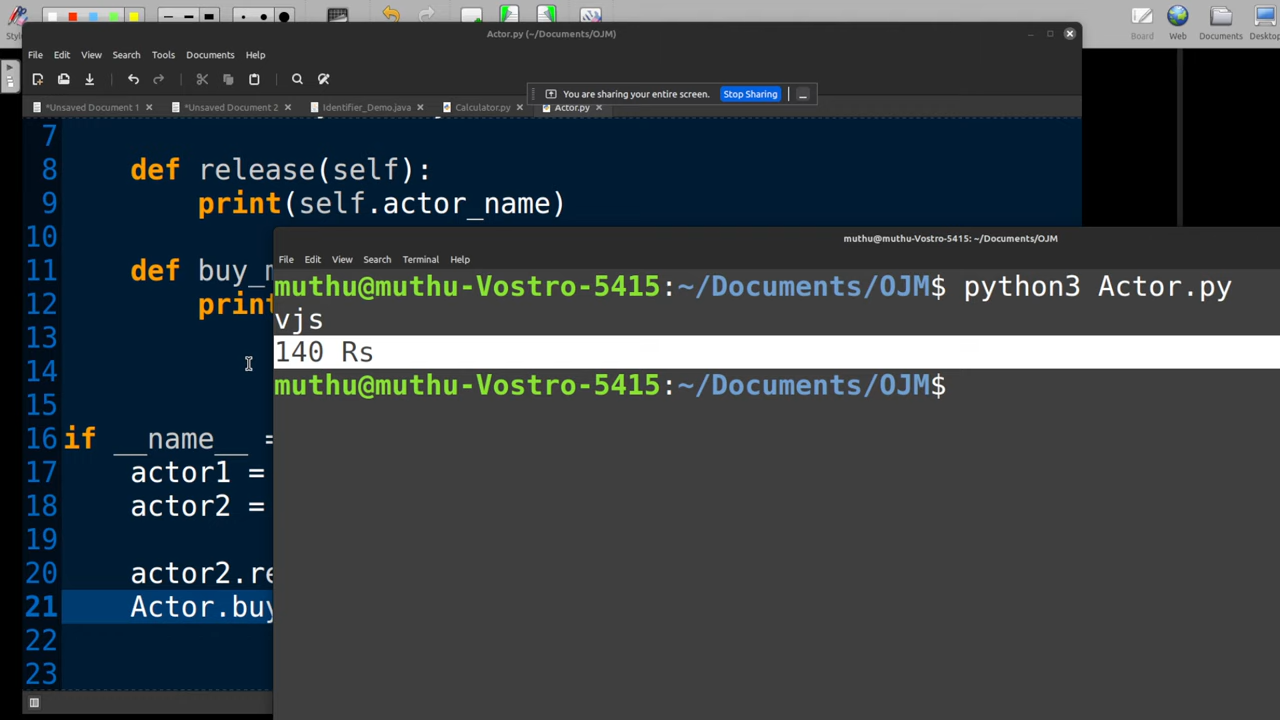 Board
Web
Documents
Actor.py (~/Documents/OJM)
File Edit View Search Tools Documents Help
You are sharing your entire screen. Stop Sharing
*Unsaved Document 1 *Unsaved Document 2 Identifier_Demo.java Calculator.py Actor.py
7
8 def release(self):
9 print(self.actor_name)
10
11 def buy_
12 print
13
14
15
16 if __name__ =
17 actor1 =
18 actor2 =
19
20 actor2.re
21 Actor.buy
22
23
muthu@muthu-Vostro-5415: ~/Documents/OJM
File Edit View Search Terminal Help
muthu@muthu-Vostro-5415:~/Documents/OJM$ python3 Actor.py
vjs
140 Rs
muthu@muthu-Vostro-5415:~/Documents/OJM$